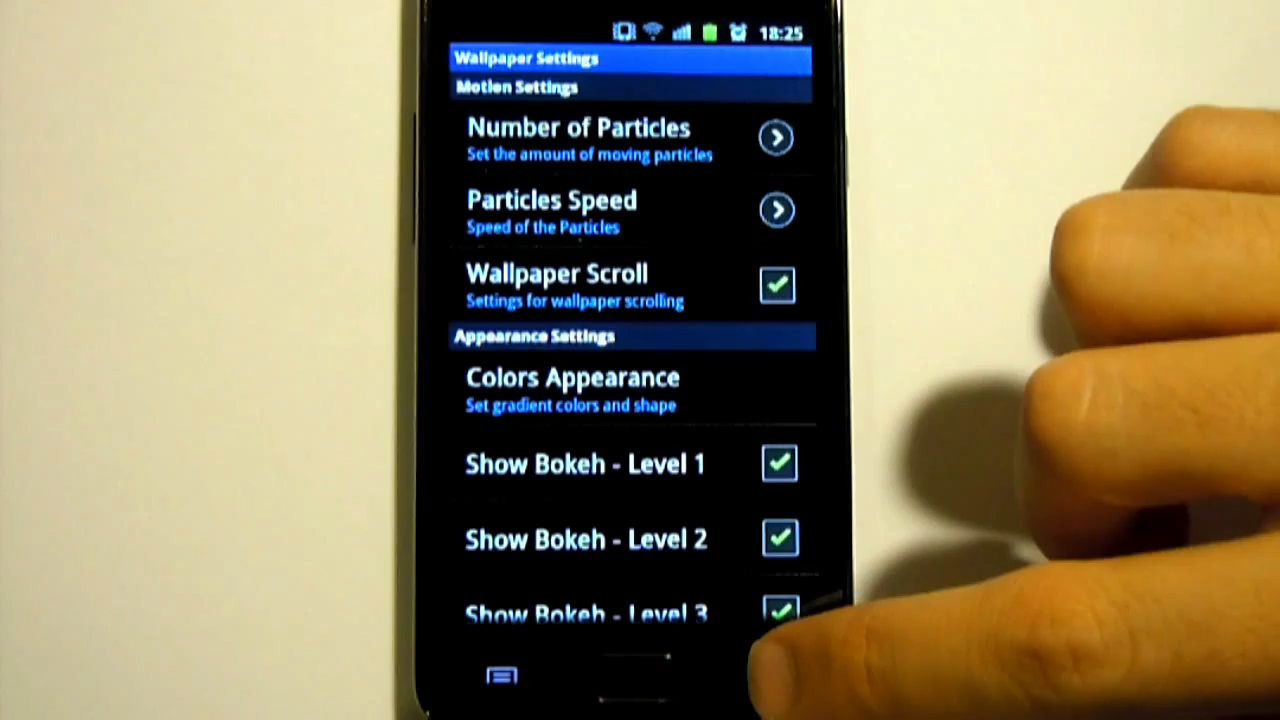 18:25
Wallpaper Settings
Motion Settings
Number of Particles
Set the amount of moving particles
Particles Speed
Speed of the Particles
Wallpaper Scroll
Settings for wallpaper scrolling
Appearance Settings
Colors Appearance
Set gradient colors and shape
Show Bokeh - Level 1
Show Bokeh - Level 2
Show Bokeh - Level 3